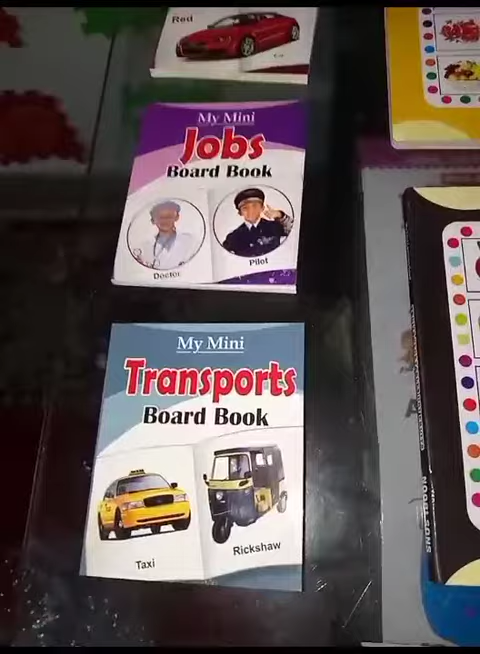 Red
My Mini
Jobs
Board Book
Doctor
Pilot
My Mini
Transports
Board Book
Taxi
Rickshaw